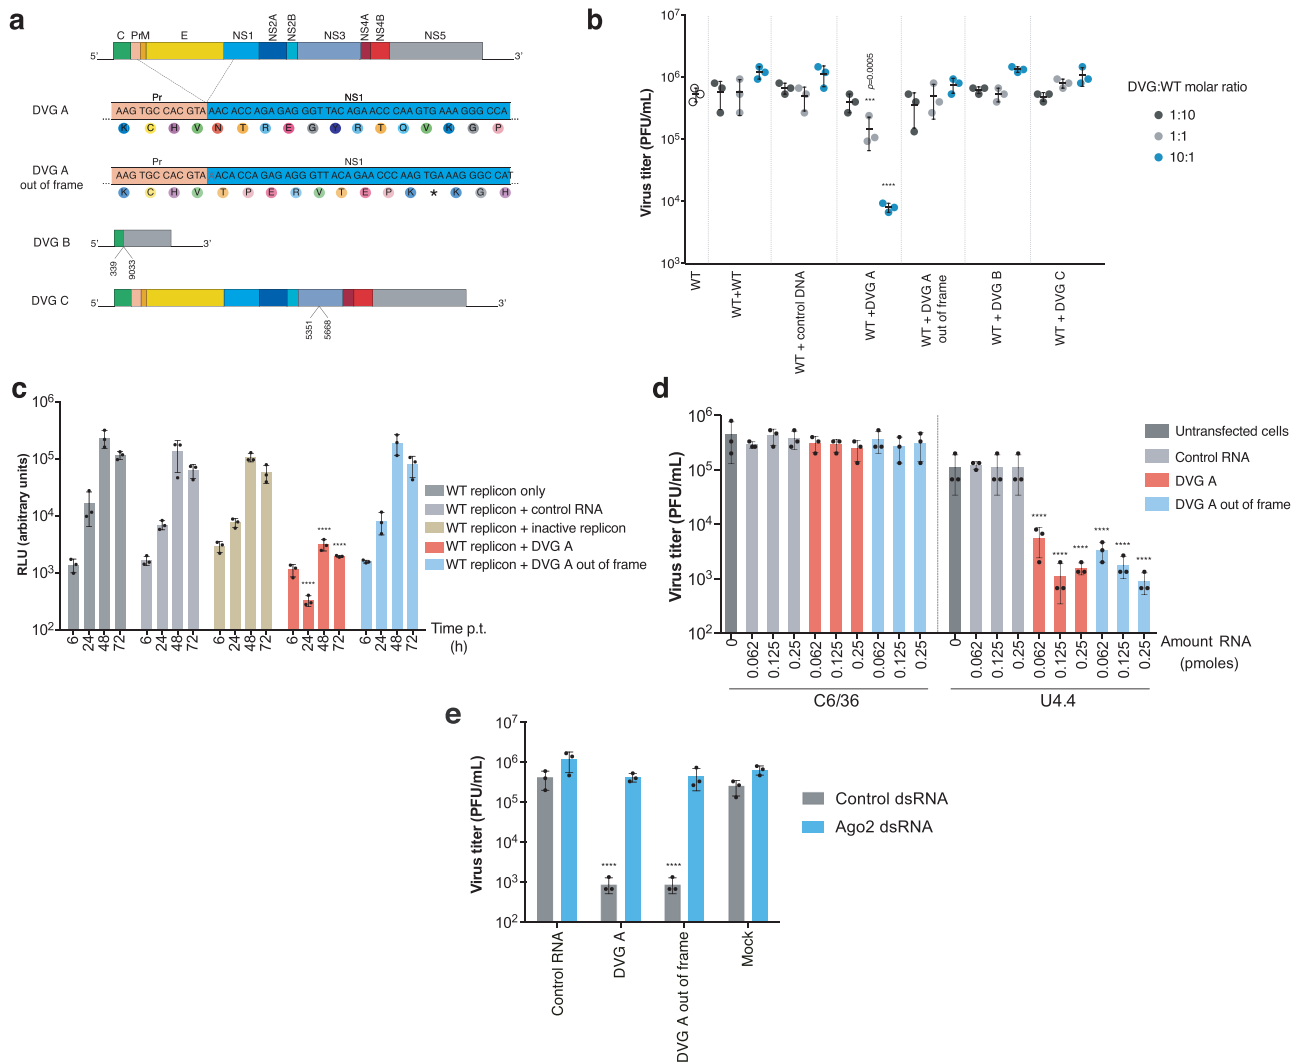 a
C PrM E NS1 NS2A NS2B NS3 NS4A NS4B NS5
5' 3'
Pr NS1
DVG A
AAG TGC CAC GTA AAC ACC AGA GAG GGT TAC AGA ACC CAA GTG AAA GGG CCA
K C H V N T R E G Y R T Q V K G P
Pr NS1
DVG A
out of frame
AAG TGC CAC GTA ACA CCA GAG AGG GTT ACA GAA CCC AAG TGA AAG GGC CAT
K C H V T P E R V T E P K * K G H
DVG B 5' 3'
339 9033
DVG C 5' 3'
5351 5668
b
Virus titer (PFU/mL)
10⁷
10⁶
10⁵
10⁴
10³
p=0.0005
***
****
WT
WT+WT
WT + control DNA
WT +DVG A
WT + DVG A
out of frame
WT + DVG B
WT + DVG C
DVG:WT molar ratio
1:10
1:1
10:1
c
RLU (arbitrary units)
10⁶
10⁵
10⁴
10³
10²
**** **** ****
6 24 48 72 6 24 48 72 6 24 48 72 6 24 48 72 6 24 48 72
Time p.t.
(h)
WT replicon only
WT replicon + control RNA
WT replicon + inactive replicon
WT replicon + DVG A
WT replicon + DVG A out of frame
d
Virus titer (PFU/mL)
10⁶
10⁵
10⁴
10³
10²
**** **** **** **** **** ****
0 0.062 0.125 0.25 0.062 0.125 0.25 0.062 0.125 0.25 0 0.062 0.125 0.25 0.062 0.125 0.25 0.062 0.125 0.25
Amount RNA
(pmoles)
C6/36 U4.4
Untransfected cells
Control RNA
DVG A
DVG A out of frame
e
Virus titer (PFU/mL)
10⁷
10⁶
10⁵
10⁴
10³
10²
**** ****
Control RNA
DVG A
DVG A out of frame
Mock
Control dsRNA
Ago2 dsRNA